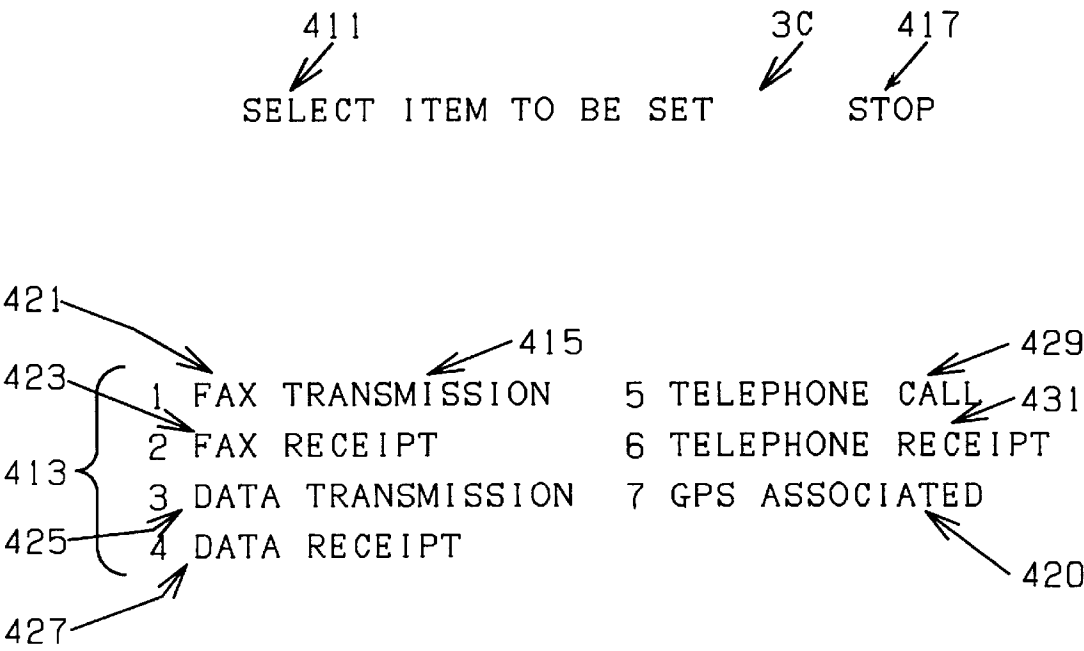 411 3C 417
SELECT ITEM TO BE SET STOP
421
415 429
423 1 FAX TRANSMISSION 5 TELEPHONE CALL 431
2 FAX RECEIPT 6 TELEPHONE RECEIPT
413
3 DATA TRANSMISSION 7 GPS ASSOCIATED
425 4 DATA RECEIPT
420
427